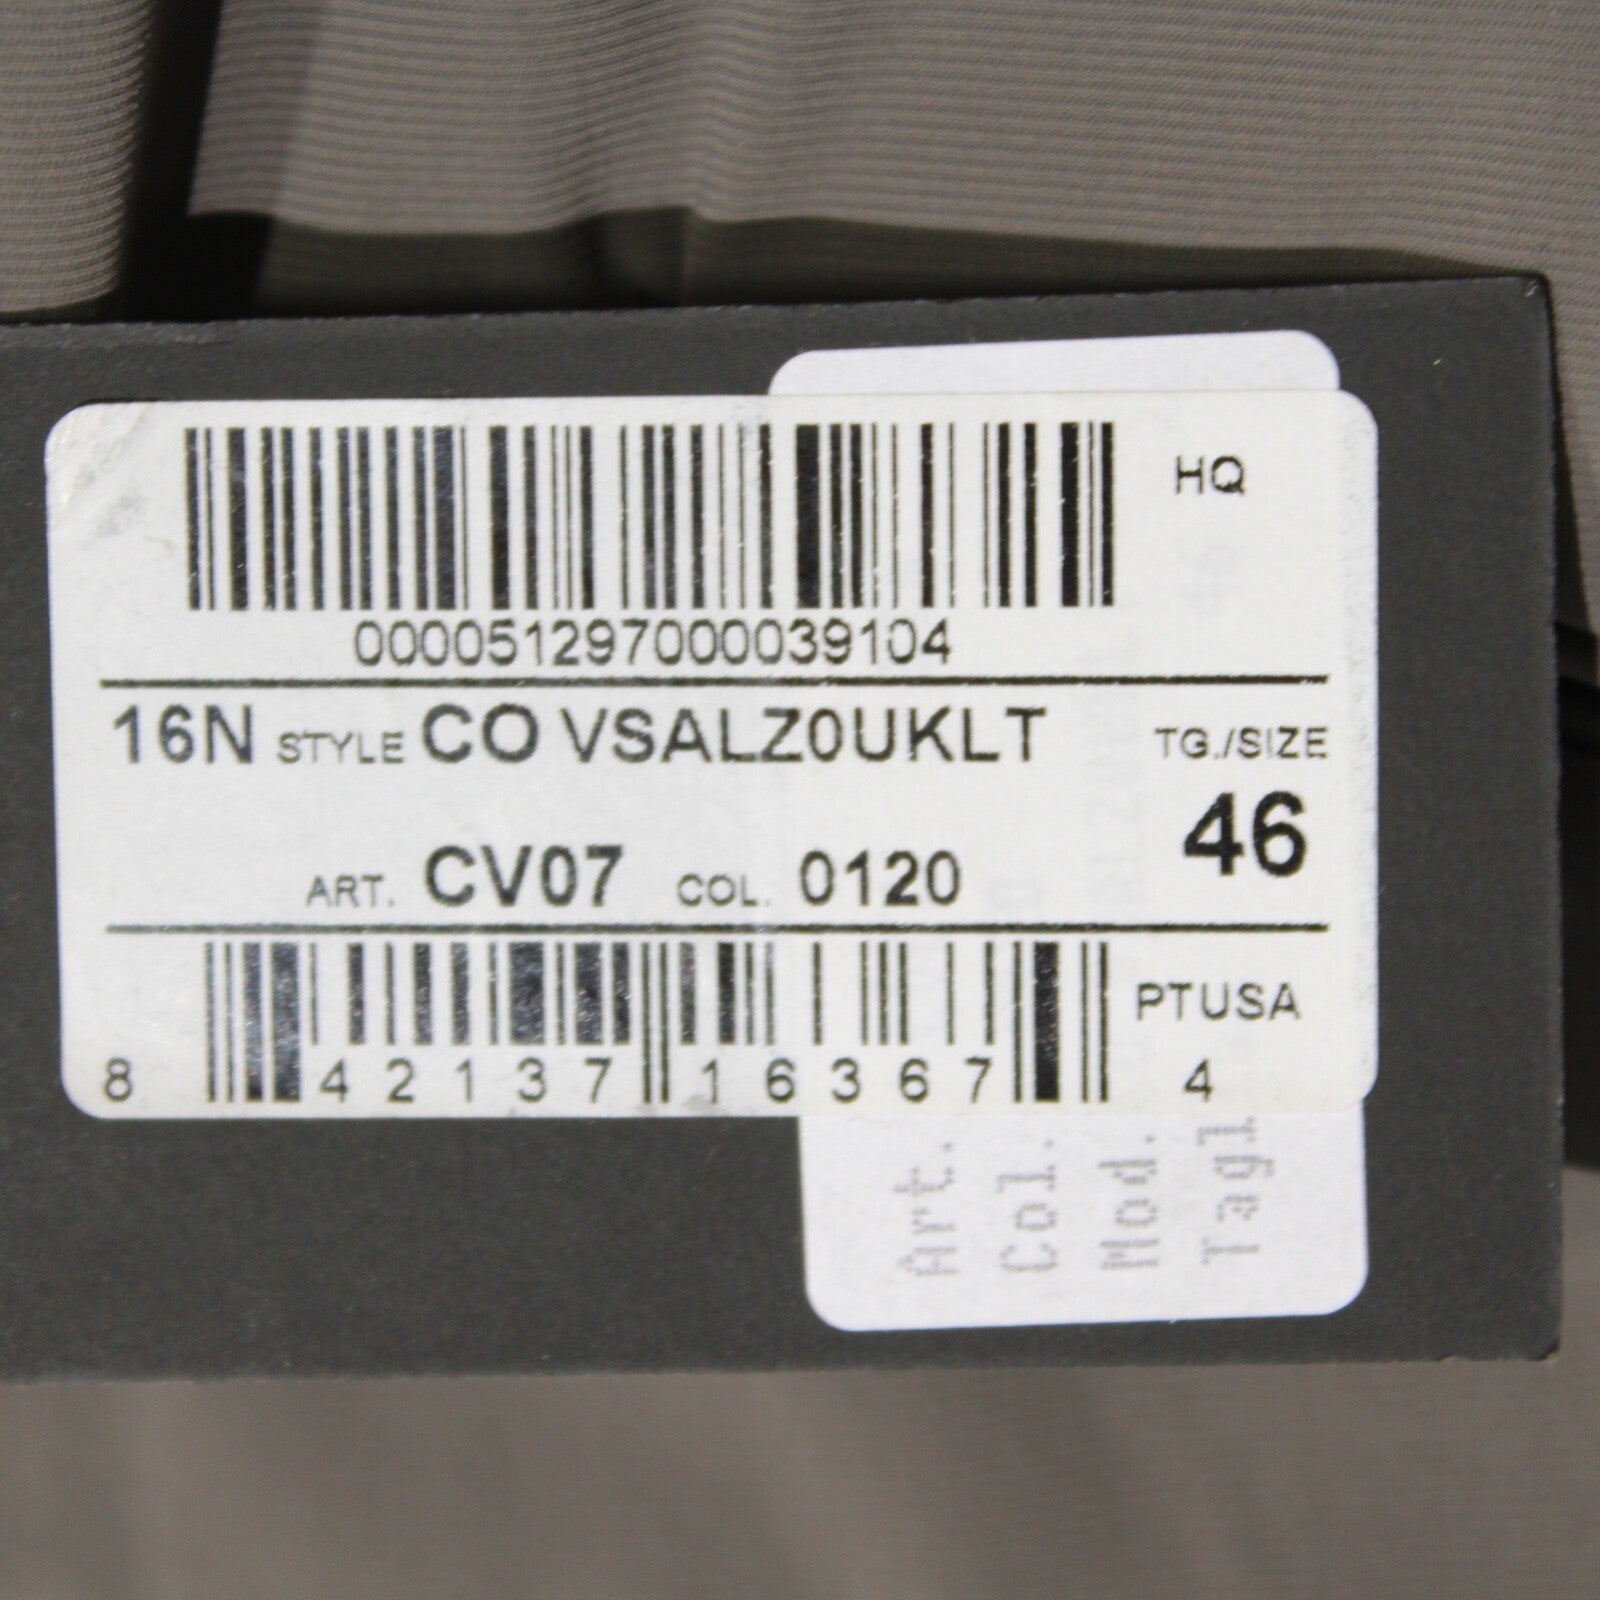 HQ
000051297000039104
16N STYLE CO VSALZ0UKLT TG./SIZE
46
ART. CV07 COL. 0120
PTUSA
8 42137 16367 4
Art.
Col.
Mod.
Tagl